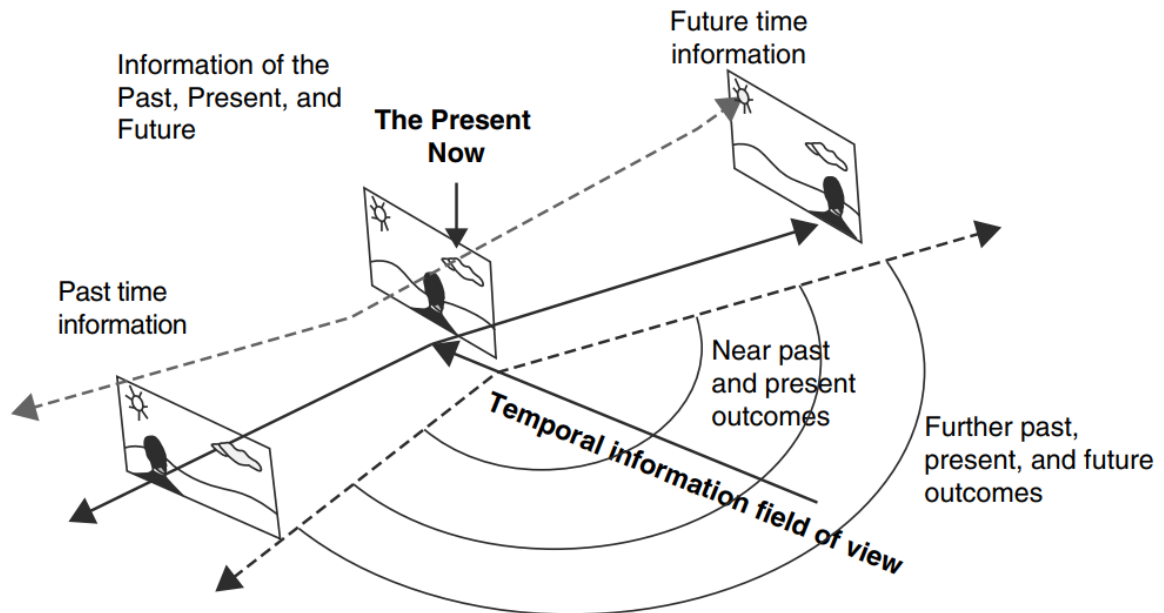 Future time
information
Information of the
Past, Present, and
Future
The Present
Now
Past time
information
Near past
and present
outcomes
Temporal information field of view
Further past,
present, and future
outcomes